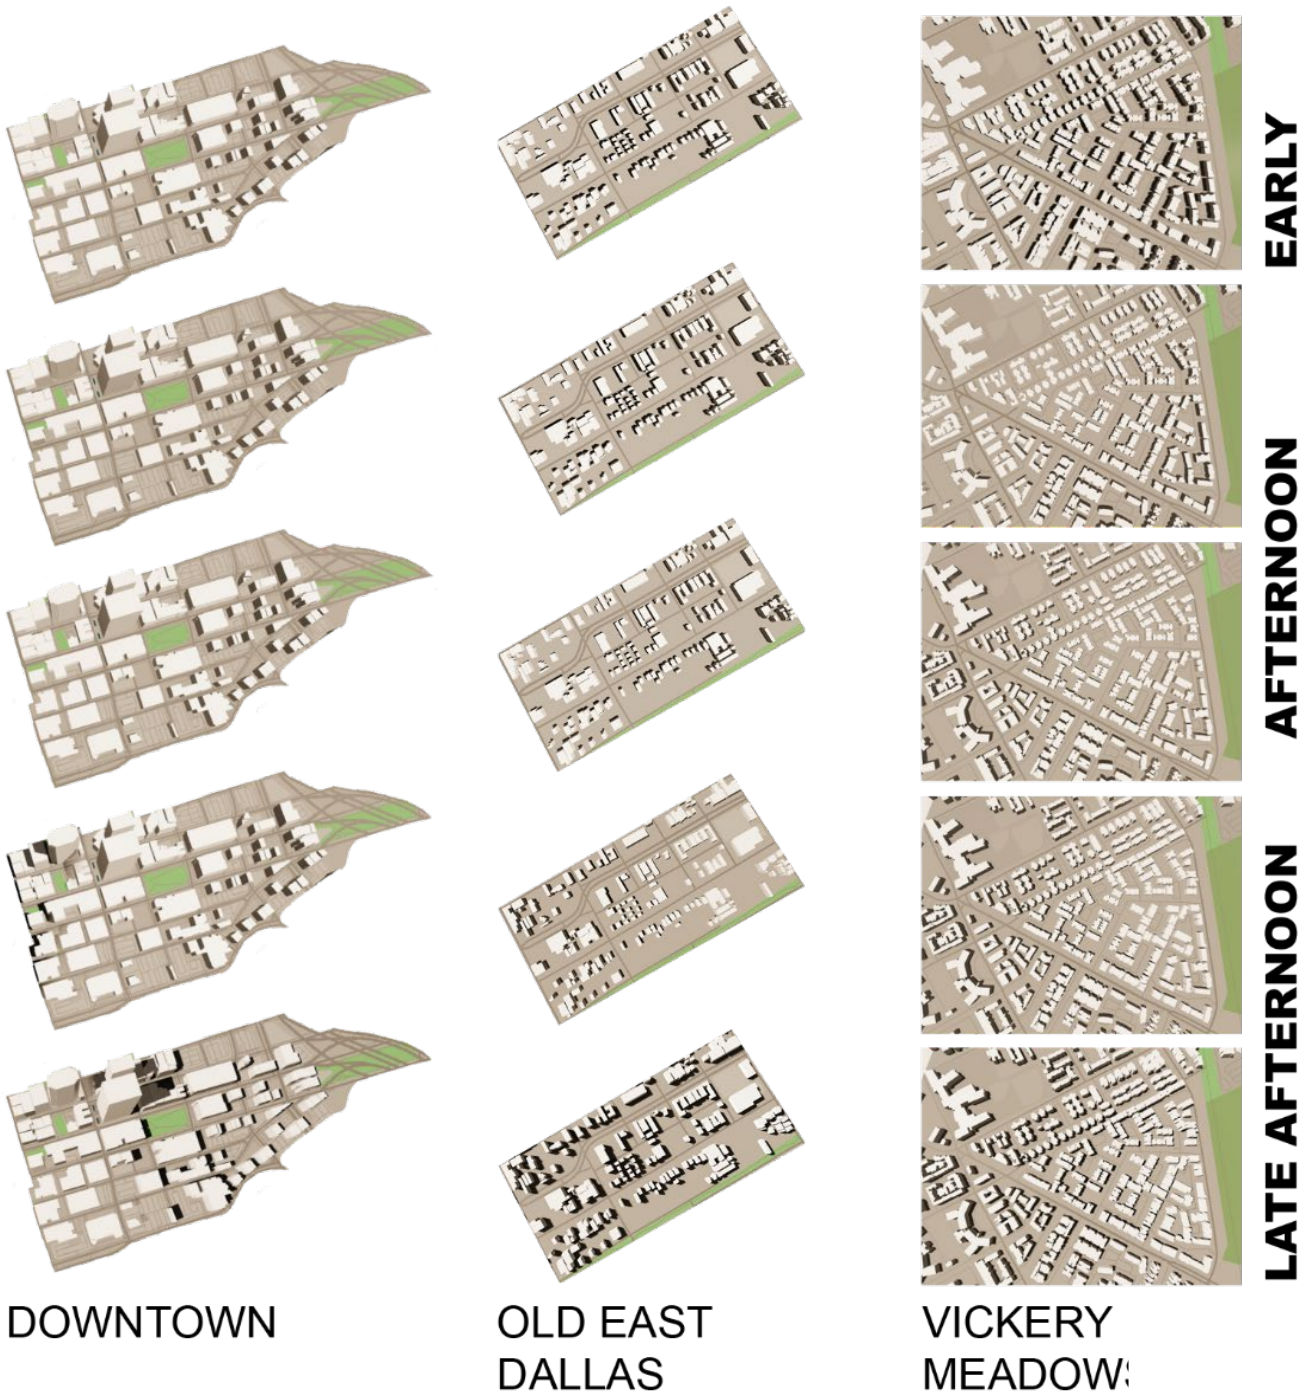 EARLY
AFTERNOON
LATE AFTERNOON
DOWNTOWN
OLD EAST
DALLAS
VICKERY
MEADOWS